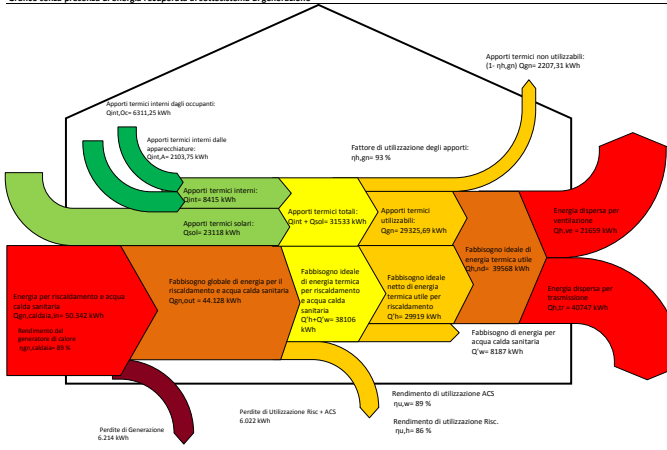 Grafico senza presenza di energia recuperata di sottosistema di generazione
Apporti termici non utilizzabili:
(1- ηh,gn) Qgn= 2207,31 kWh
Apporti termici interni dagli occupanti:
Qint,Oc= 6311,25 kWh
Apporti termici interni dalle
apparecchiature:
Qint,A= 2103,75 kWh
Fattore di utilizzazione degli apporti:
ηh,gn= 93 %
Apporti termici interni:
Qint= 8415 kWh
Apporti termici solari:
Qsol= 23118 kWh
Apporti termici totali:
Qint + Qsol= 31533 kWh
Apporti termici
utilizzabili:
Qgn= 29325,69 kWh
Fabbisogno ideale di
energia termica utile
Qh,nd= 39568 kWh
Energia dispersa per
ventilazione
Qh,ve = 21659 kWh
Energia per riscaldamento e acqua
calda sanitaria
Qgn,caldaia,in= 50.342 kWh
Rendimento del
generatore di calore
ηgn,caldaia= 93 %
Fabbisogno globale di energia per il
riscaldamento e acqua calda sanitaria
Qgn,out = 44.128 kWh
Fabbisogno ideale
di energia termica
per riscaldamento
e acqua calda
sanitaria
Q'h+Q'w= 38106
kWh
Fabbisogno ideale
netto di energia
termica utile per
riscaldamento
Q'h= 29919 kWh
Energia dispersa per
trasmissione
Qh,tr = 40747 kWh
Fabbisogno di energia per
acqua calda sanitaria
Q'w= 8187 kWh
Rendimento di utilizzazione ACS
ηu,w= 89 %
Rendimento di utilizzazione Risc.
ηu,h= 86 %
Perdite di Utilizzazione Risc + ACS
6.022 kWh
Perdite di Generazione
6.214 kWh